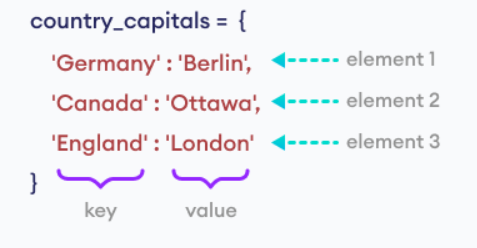 country_capitals = {
'Germany' : 'Berlin', element 1
'Canada' : 'Ottawa', element 2
'England' : 'London' element 3
}
key value